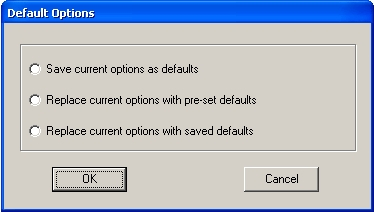 Default Options
Save current options as defaults
Replace current options with pre-set defaults
Replace current options with saved defaults
OK
Cancel